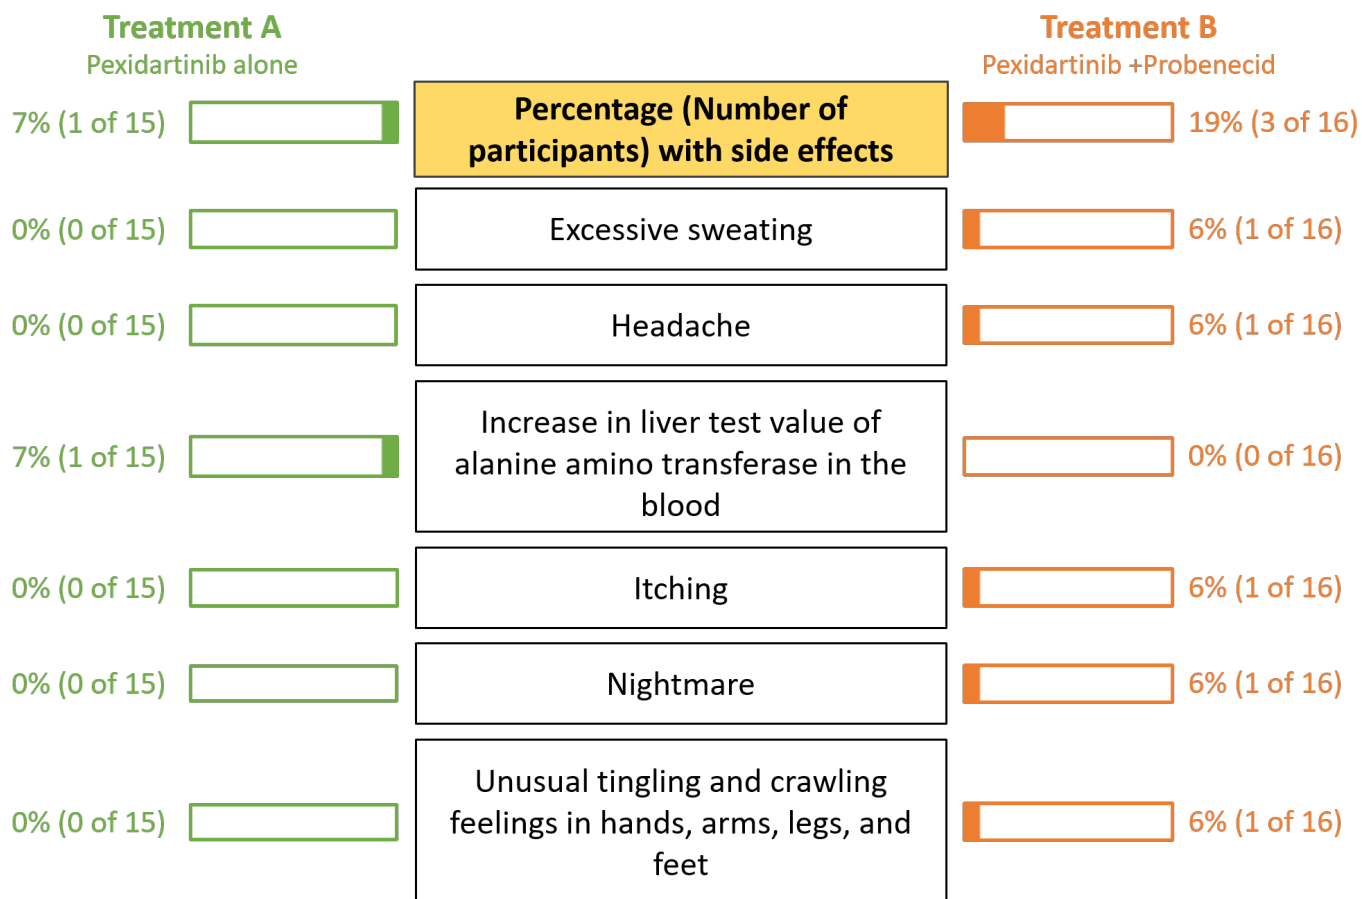 Treatment A
Pexidartinib alone
Treatment B
Pexidartinib +Probenecid
7% (1 of 15)
Percentage (Number of
participants) with side effects
19% (3 of 16)
0% (0 of 15)
Excessive sweating
6% (1 of 16)
0% (0 of 15)
Headache
6% (1 of 16)
7% (1 of 15)
Increase in liver test value of
alanine amino transferase in the
blood
0% (0 of 16)
0% (0 of 15)
Itching
6% (1 of 16)
0% (0 of 15)
Nightmare
6% (1 of 16)
0% (0 of 15)
Unusual tingling and crawling
feelings in hands, arms, legs, and
feet
6% (1 of 16)